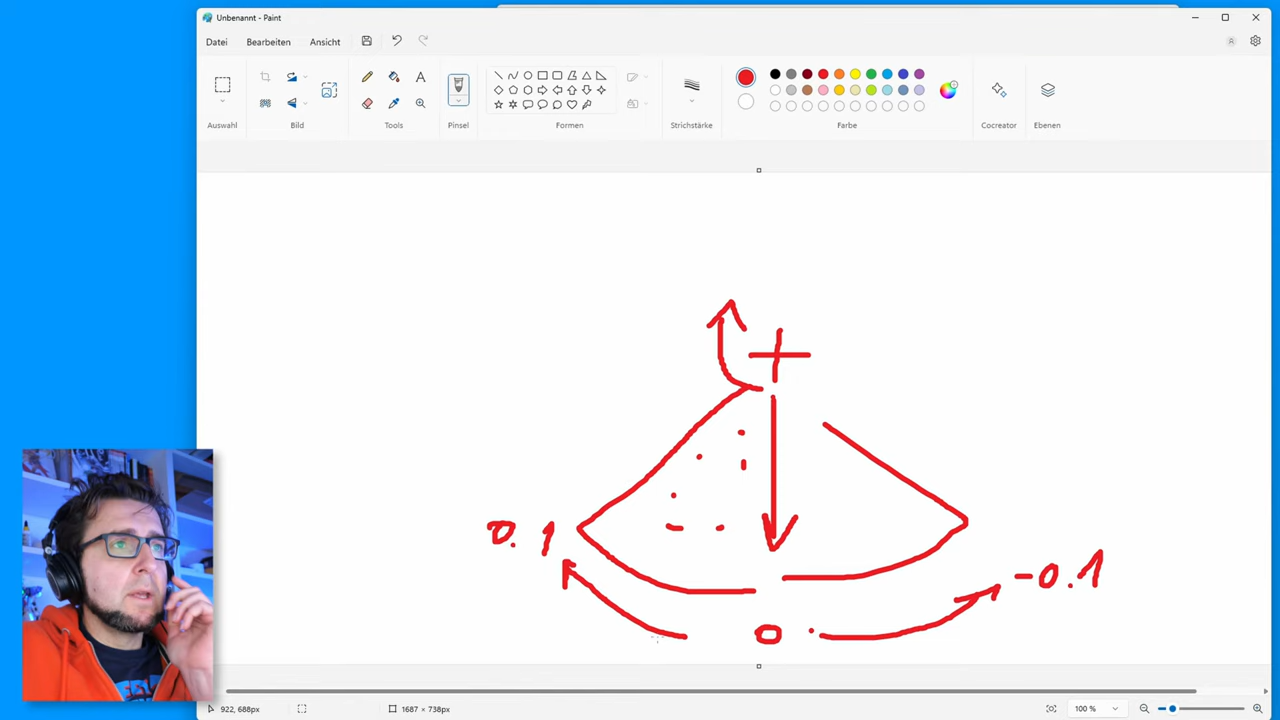 Unbenannt - Paint
Datei Bearbeiten Ansicht
A
Auswahl Bild Tools Pinsel Formen Strichstärke Farbe Cocreator Ebenen
+
0.1
-0.1
0
922, 688px 1687 × 738px 100 %